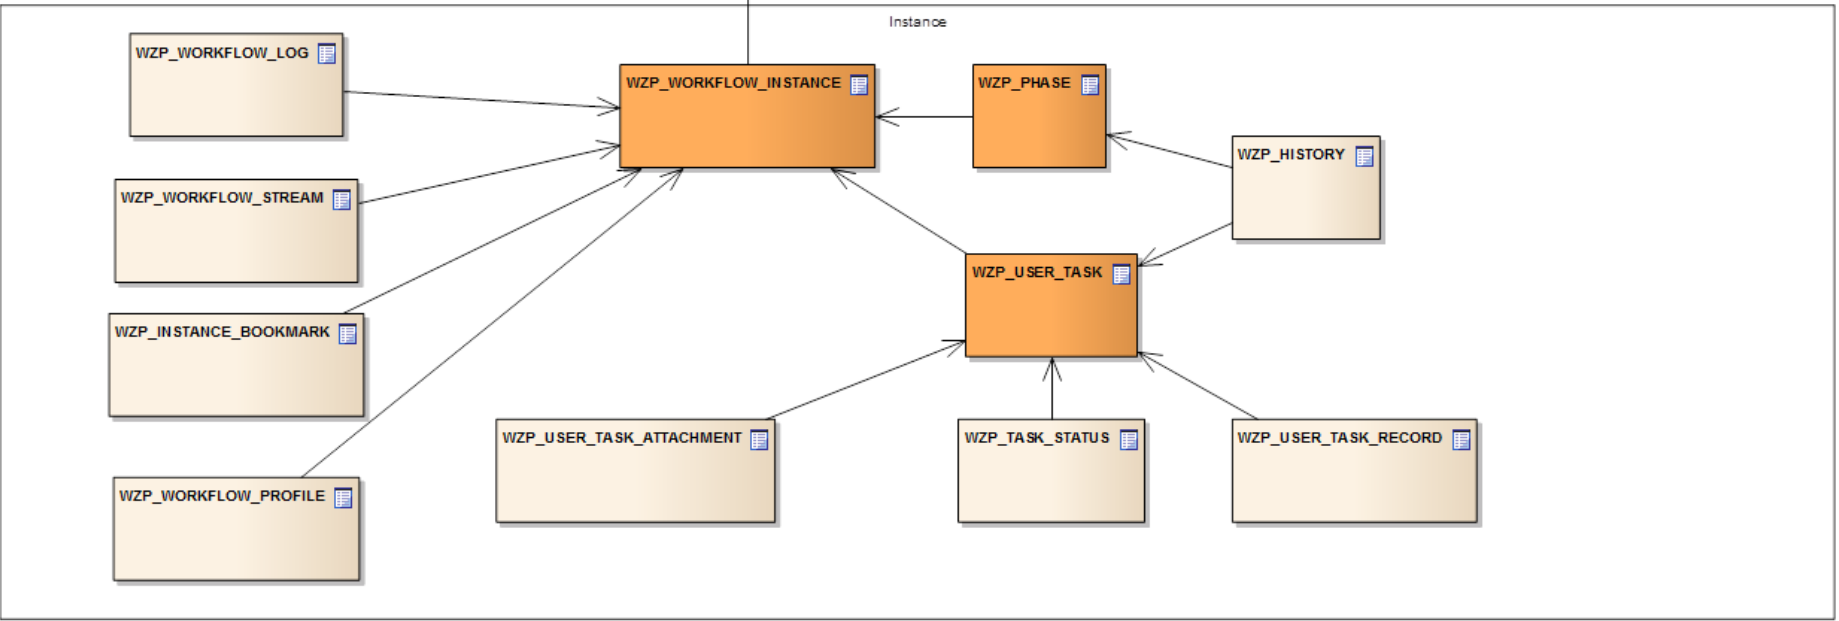 Instance
WZP_WORKFLOW_LOG
WZP_WORKFLOW_INSTANCE
WZP_PHASE
WZP_HISTORY
WZP_WORKFLOW_STREAM
WZP_USER_TASK
WZP_INSTANCE_BOOKMARK
WZP_USER_TASK_ATTACHMENT
WZP_TASK_STATUS
WZP_USER_TASK_RECORD
WZP_WORKFLOW_PROFILE